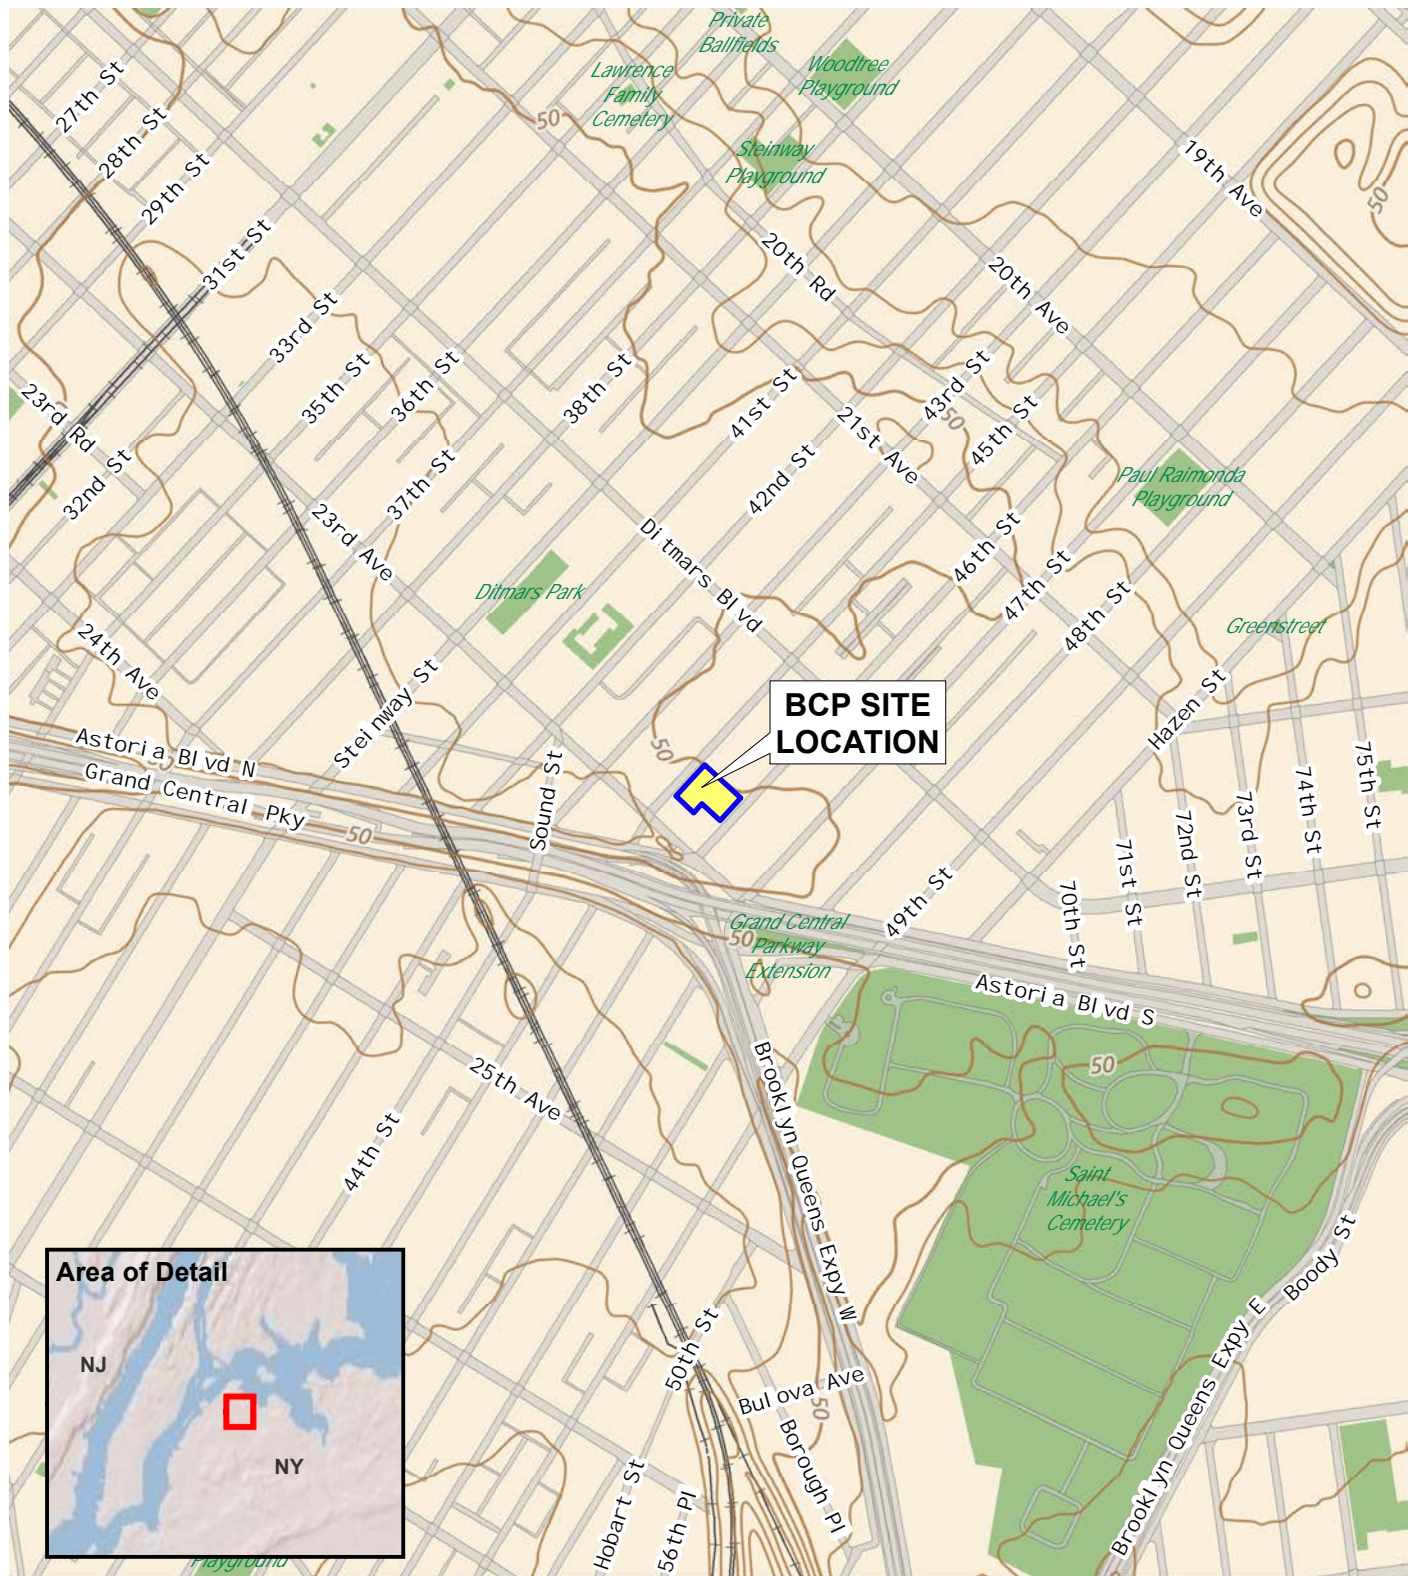 Private
Ballfields
Woodtree
Playground
Lawrence
Family
Cemetery
27th St
28th St
29th St
50
Steinway
Playground
19th Ave
50
31st St
20th Rd
20th Ave
33rd St
35th St
36th St
38th St
41st St
43rd St
50
45th St
23rd Rd
32nd St
37th St
42nd St
21st Ave
Paul Raimonda
Playground
23rd Ave
Ditmars Blvd
46th St
47th St
48th St
Ditmars Park
Greenstreet
24th Ave
Steinway St
Hazen St
BCP SITE
LOCATION
50
Astoria Blvd N
Grand Central Pky
50
Sound St
75th St
74th St
73rd St
72nd St
71st St
70th St
49th St
Grand Central
Parkway
Extension
50
Astoria Blvd S
50
25th Ave
Brooklyn Queens Expy W
44th St
Saint
Michael's
Cemetery
Boody St
Brooklyn Queens Expy E
50th St
Bulova Ave
50
Borough Pl
Hobart St
56th Pl
Area of Detail
NJ
NY
Playground